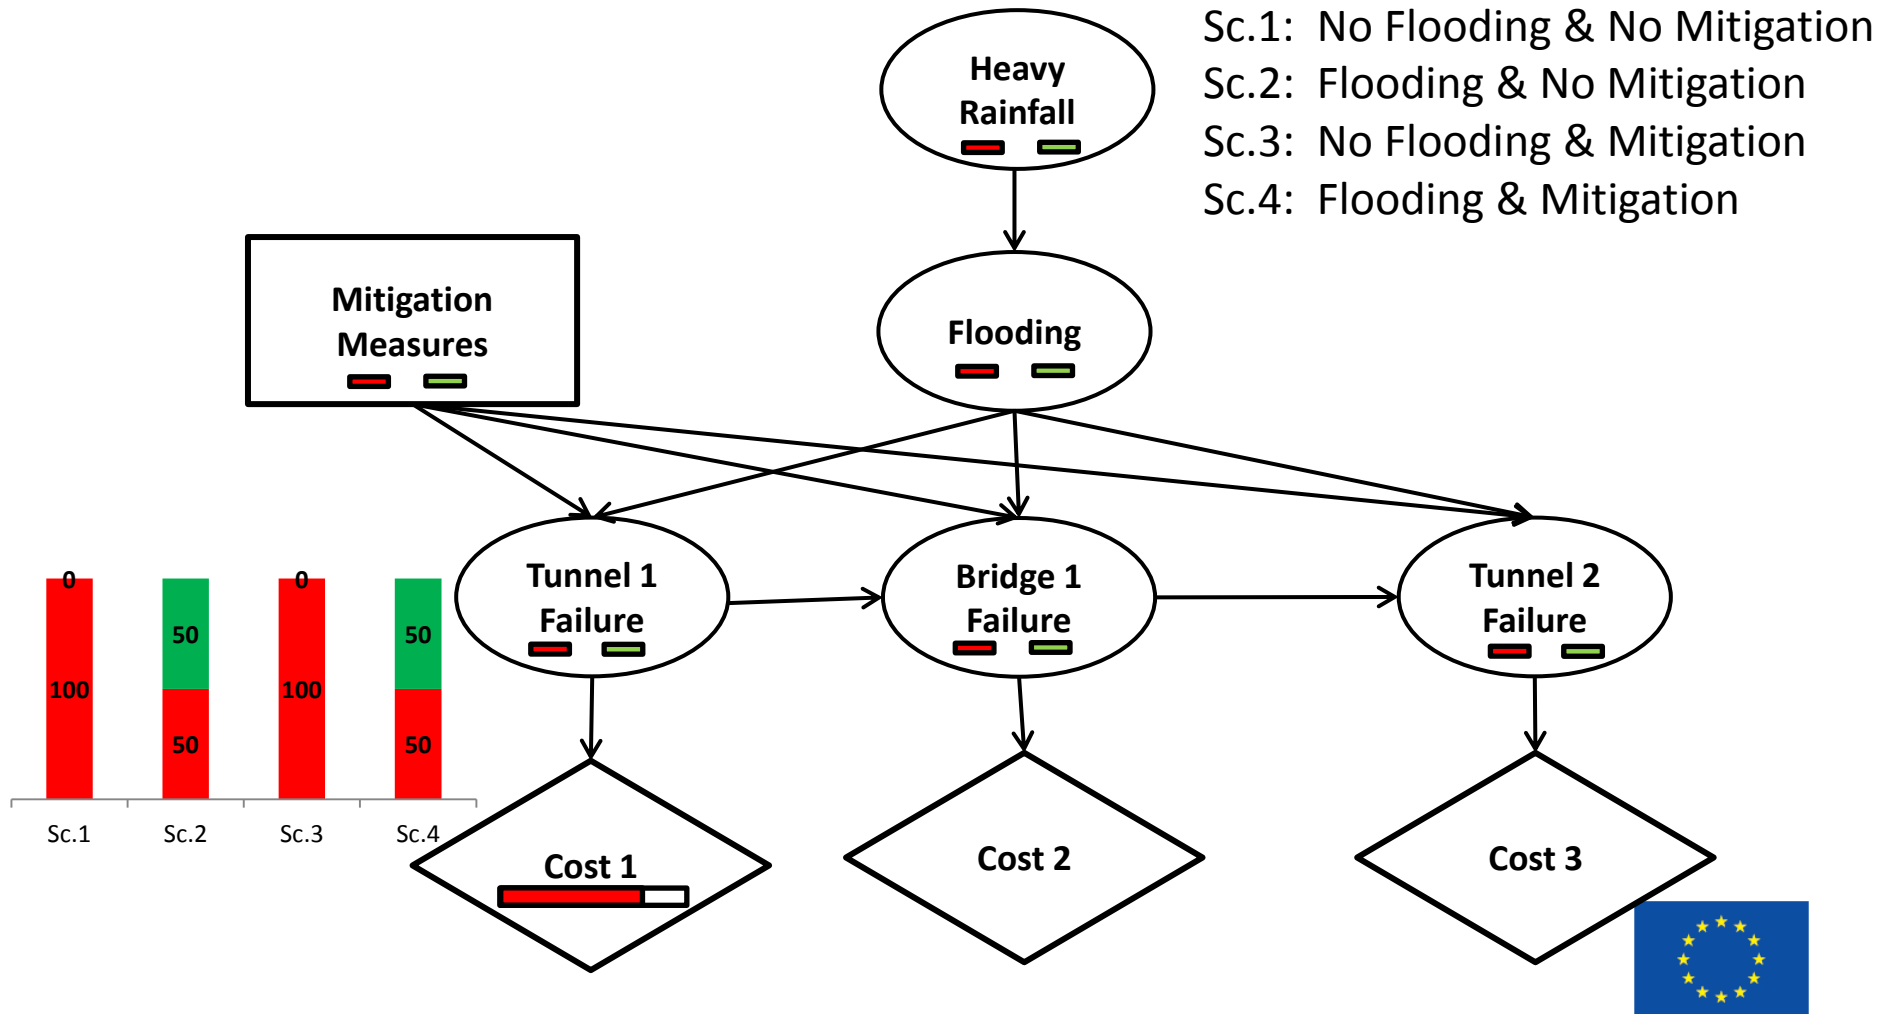 Sc.1: No Flooding & No Mitigation
Sc.2: Flooding & No Mitigation
Sc.3: No Flooding & Mitigation
Sc.4: Flooding & Mitigation
Heavy
Rainfall
Mitigation
Measures
Flooding
Tunnel 1
Failure
Bridge 1
Failure
Tunnel 2
Failure
0
100
50
50
0
100
50
50
Sc.1
Sc.2
Sc.3
Sc.4
Cost 1
Cost 2
Cost 3